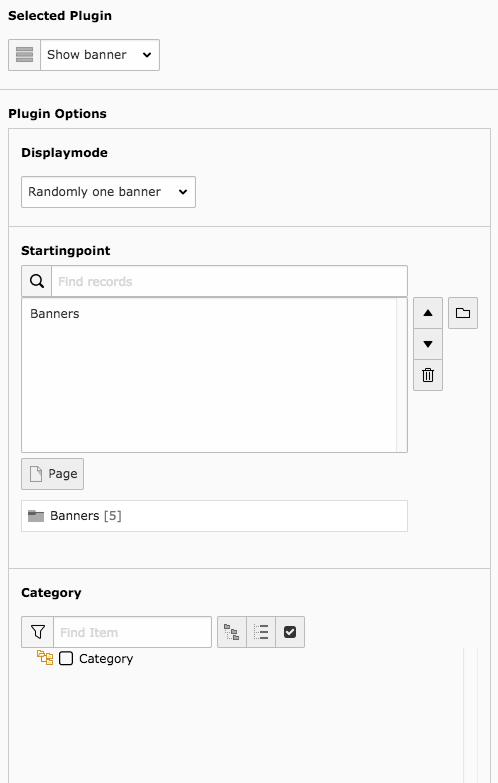 Selected Plugin
Show banner
Plugin Options
Displaymode
Randomly one banner
Startingpoint
Find records
Banners
Page
Banners [5]
Category
Find Item
Category